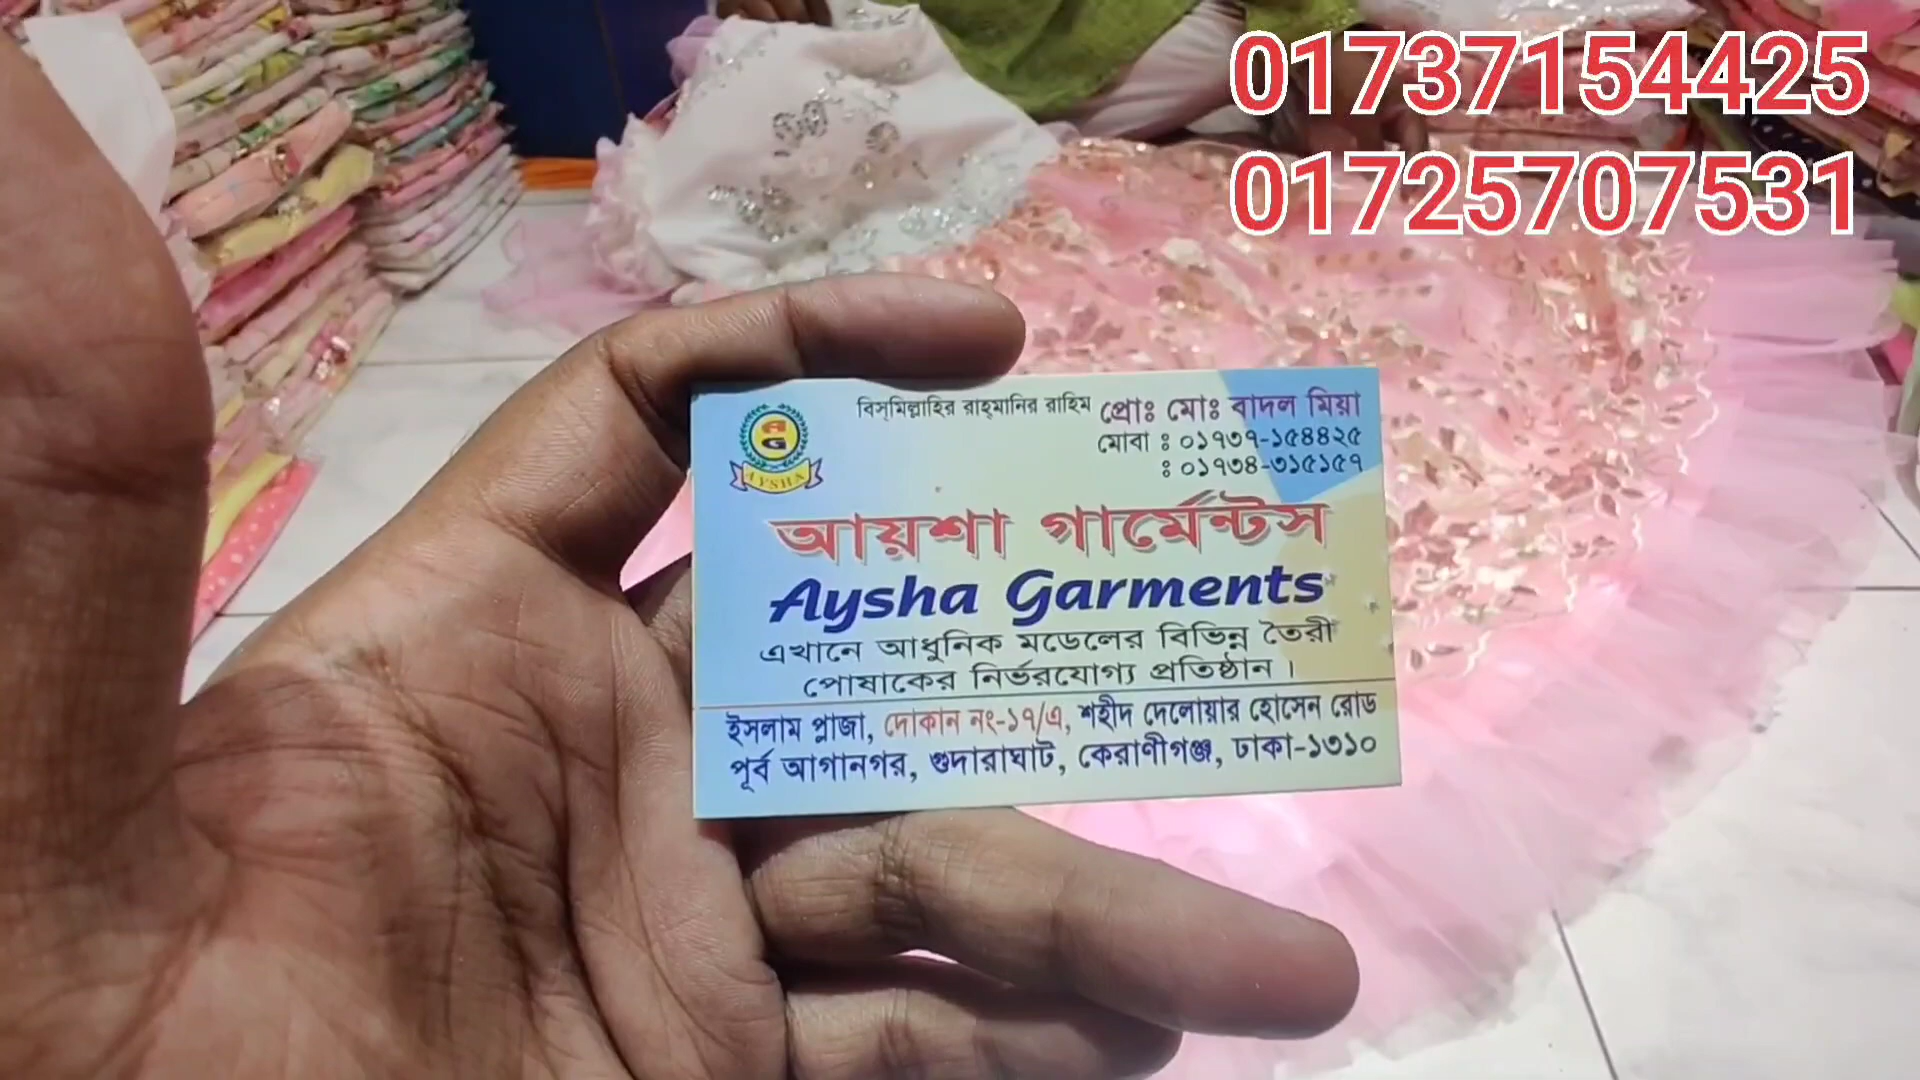 01737154425
01725707531
বিস্‌মিল্লাহির রাহ্‌মানির রাহিম
প্রোঃ মোঃ বাদল মিয়া
মোবা : ০১৭৩৭-১৫৪৪২৫
: ০১৭৩৪-৩১৫১৫৭
AG
AYSHA
আয়শা গার্মেন্টস
Aysha Garments
এখানে আধুনিক মডেলের বিভিন্ন তৈরী
পোষাকের নির্ভরযোগ্য প্রতিষ্ঠান।
ইসলাম প্লাজা, দোকান নং-১৭/এ, শহীদ দেলোয়ার হোসেন রোড
পূর্ব আগানগর, গুদারাঘাট, কেরাণীগঞ্জ, ঢাকা-১৩১০